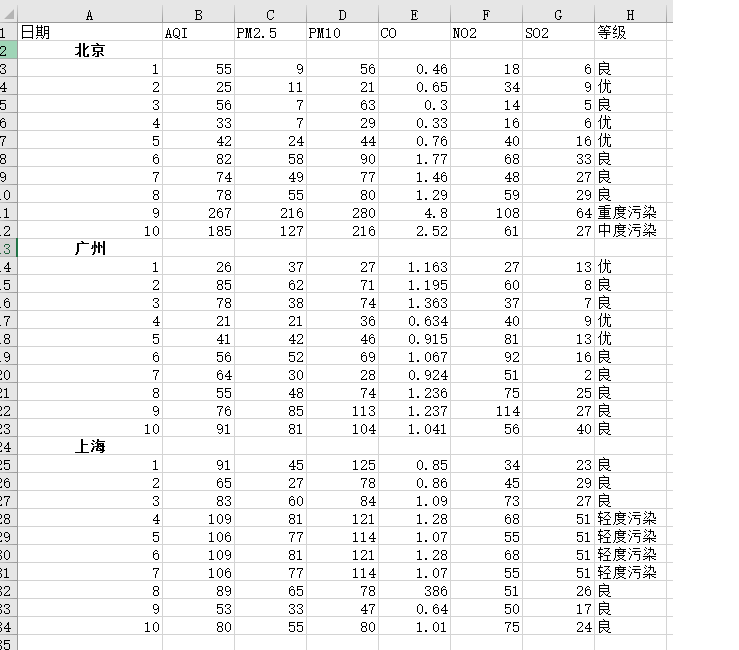 A B C D E F G H
1 日期 AQI PM2.5 PM10 CO NO2 SO2 等级
2 北京
3 1 55 9 56 0.46 18 6 良
4 2 25 11 21 0.65 34 9 优
5 3 56 7 63 0.3 14 5 良
6 4 33 7 29 0.33 16 6 优
7 5 42 24 44 0.76 40 16 优
8 6 82 58 90 1.77 68 33 良
9 7 74 49 77 1.46 48 27 良
.0 8 78 55 80 1.29 59 29 良
.1 9 267 216 280 4.8 108 64 重度污染
.2 10 185 127 216 2.52 61 27 中度污染
.3 广州
.4 1 26 37 27 1.163 27 13 优
.5 2 85 62 71 1.195 60 8 良
.6 3 78 38 74 1.363 37 7 良
.7 4 21 21 36 0.634 40 9 优
.8 5 41 42 46 0.915 81 13 优
.9 6 56 52 69 1.067 92 16 良
20 7 64 30 28 0.924 51 2 良
21 8 55 48 74 1.236 75 25 良
22 9 76 85 113 1.237 114 27 良
23 10 91 81 104 1.041 56 40 良
24 上海
25 1 91 45 125 0.85 34 23 良
26 2 65 27 78 0.86 45 29 良
27 3 83 60 84 1.09 73 27 良
28 4 109 81 121 1.28 68 51 轻度污染
29 5 106 77 114 1.07 55 51 轻度污染
30 6 109 81 121 1.28 68 51 轻度污染
31 7 106 77 114 1.07 55 51 轻度污染
32 8 89 65 78 386 51 26 良
33 9 53 33 47 0.64 50 17 良
34 10 80 55 80 1.01 75 24 良
35